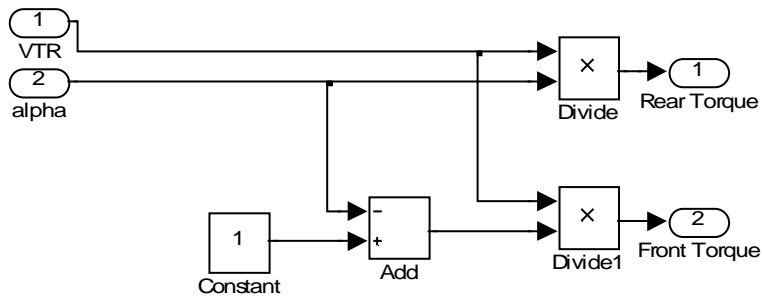 1
VTR
2
alpha
×
Divide
1
Rear Torque
1
Constant
−
+
Add
×
Divide1
2
Front Torque